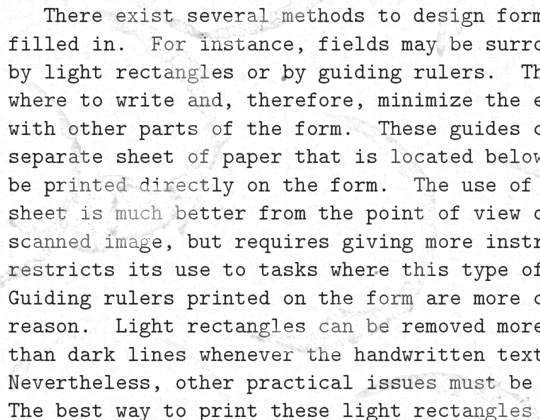 There exist several methods to design form
filled in. For instance, fields may be surro
by light rectangles or by guiding rulers. Th
where to write and, therefore, minimize the e
with other parts of the form. These guides c
separate sheet of paper that is located below
be printed directly on the form. The use of
sheet is much better from the point of view o
scanned image, but requires giving more instr
restricts its use to tasks where this type of
Guiding rulers printed on the form are more c
reason. Light rectangles can be removed more
than dark lines whenever the handwritten text
Nevertheless, other practical issues must be
The best way to print these light rectangles